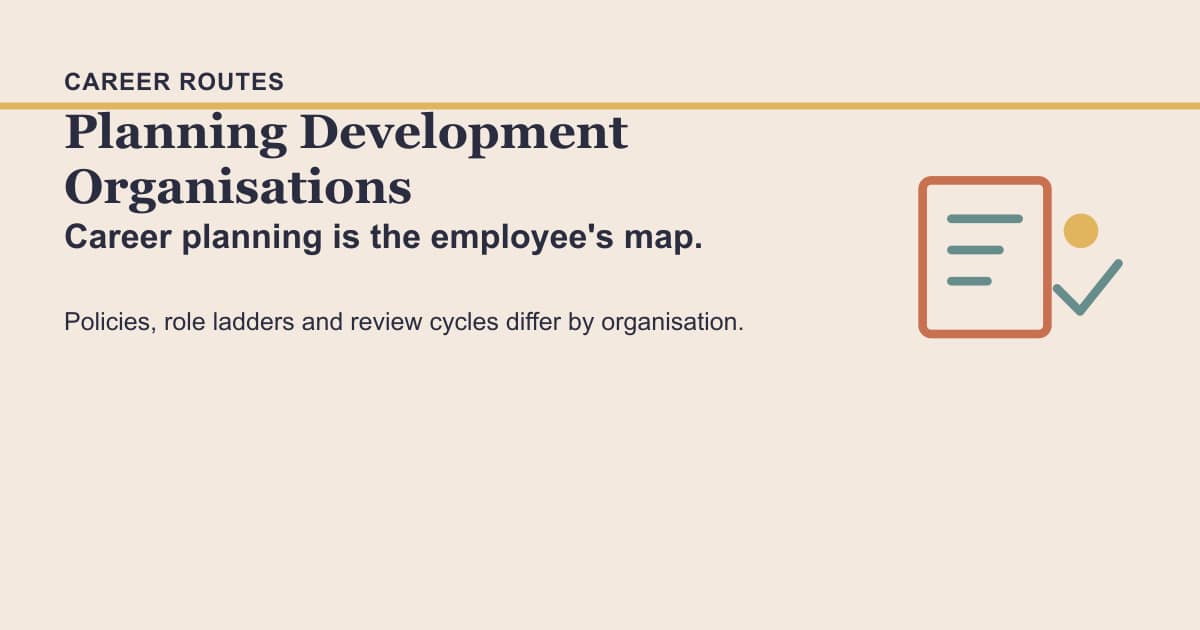 CAREER ROUTES
Planning Development
Organisations
Career planning is the employee's map.
Policies, role ladders and review cycles differ by organisation.